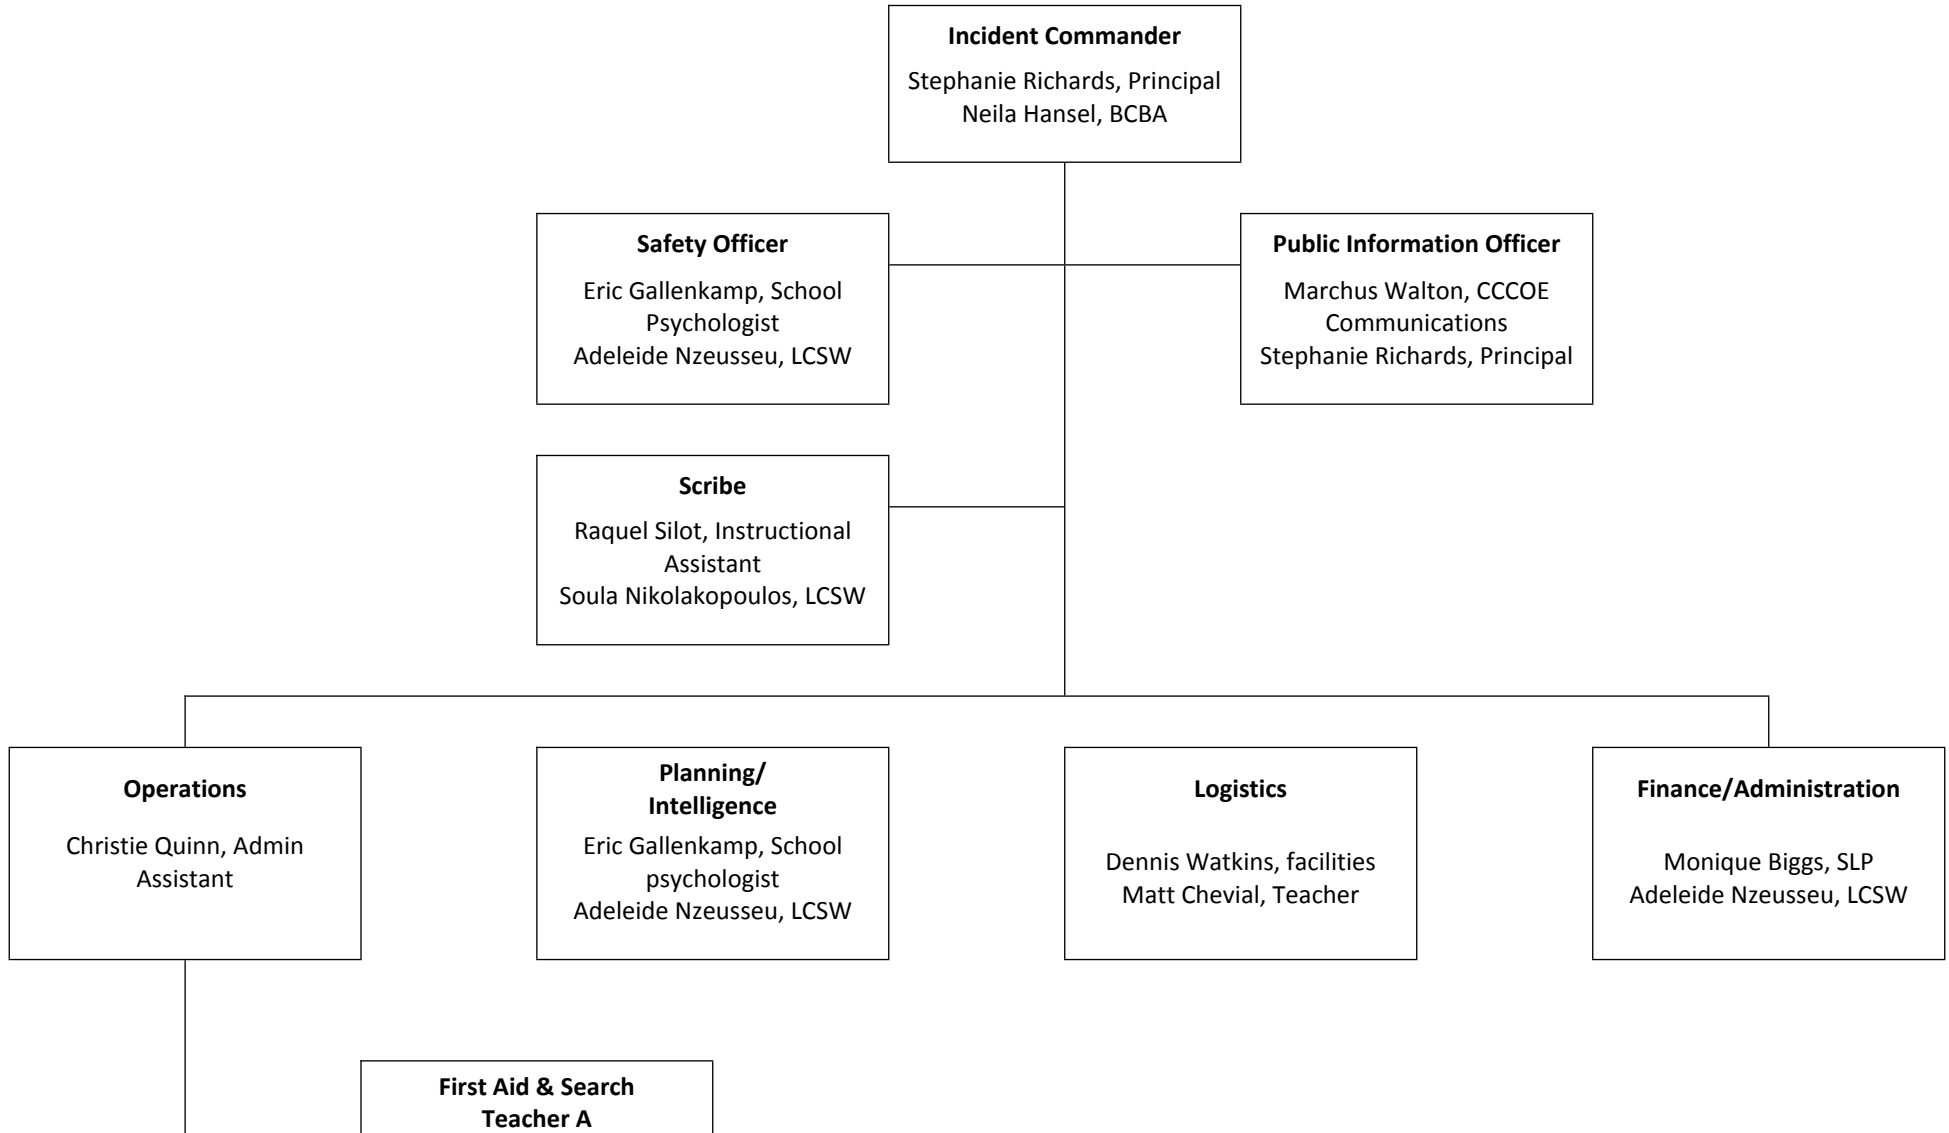 Incident Commander
Stephanie Richards, Principal
Neila Hansel, BCBA
Safety Officer
Eric Gallenkamp, School
Psychologist
Adeleide Nzeusseu, LCSW
Public Information Officer
Marchus Walton, CCCOE
Communications
Stephanie Richards, Principal
Scribe
Raquel Silot, Instructional
Assistant
Soula Nikolakopoulos, LCSW
Operations
Christie Quinn, Admin
Assistant
Planning/
Intelligence
Eric Gallenkamp, School
psychologist
Adeleide Nzeusseu, LCSW
Logistics
Dennis Watkins, facilities
Matt Chevial, Teacher
Finance/Administration
Monique Biggs, SLP
Adeleide Nzeusseu, LCSW
First Aid & Search
Teacher A